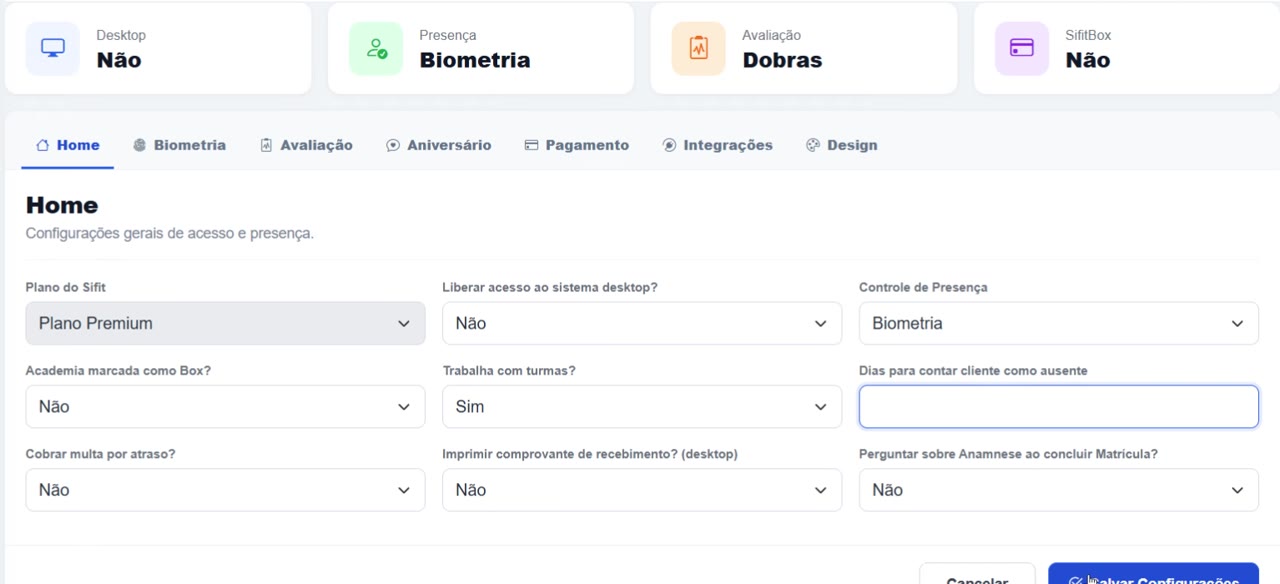 Desktop
Não
Presença
Biometria
Avaliação
Dobras
SifitBox
Não
Home Biometria Avaliação Aniversário Pagamento Integrações Design
Home
Configurações gerais de acesso e presença.
Plano do Sifit
Plano Premium
Liberar acesso ao sistema desktop?
Não
Controle de Presença
Biometria
Academia marcada como Box?
Não
Trabalha com turmas?
Sim
Dias para contar cliente como ausente
Cobrar multa por atraso?
Não
Imprimir comprovante de recebimento? (desktop)
Não
Perguntar sobre Anamnese ao concluir Matrícula?
Não
Cancelar
Salvar Configurações